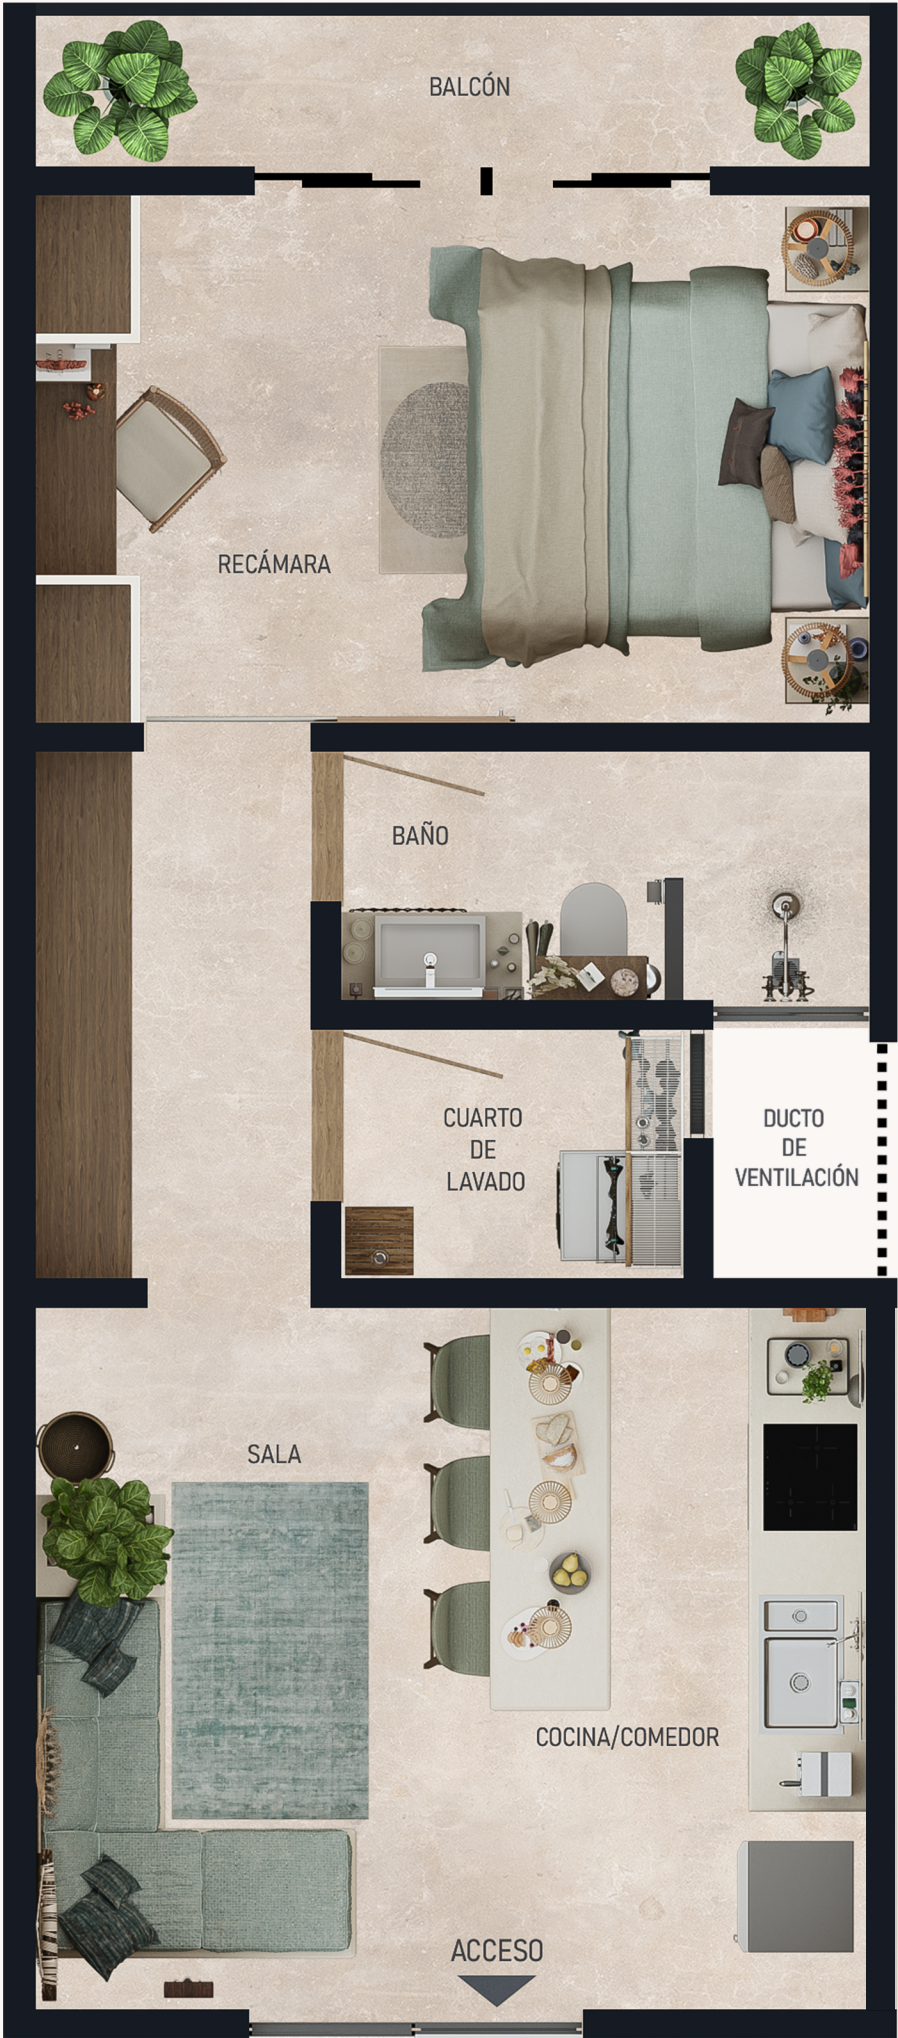 BALCÓN
RECÁMARA
BAÑO
CUARTO
DE
LAVADO
DUCTO
DE
VENTILACIÓN
SALA
COCINA/COMEDOR
ACCESO